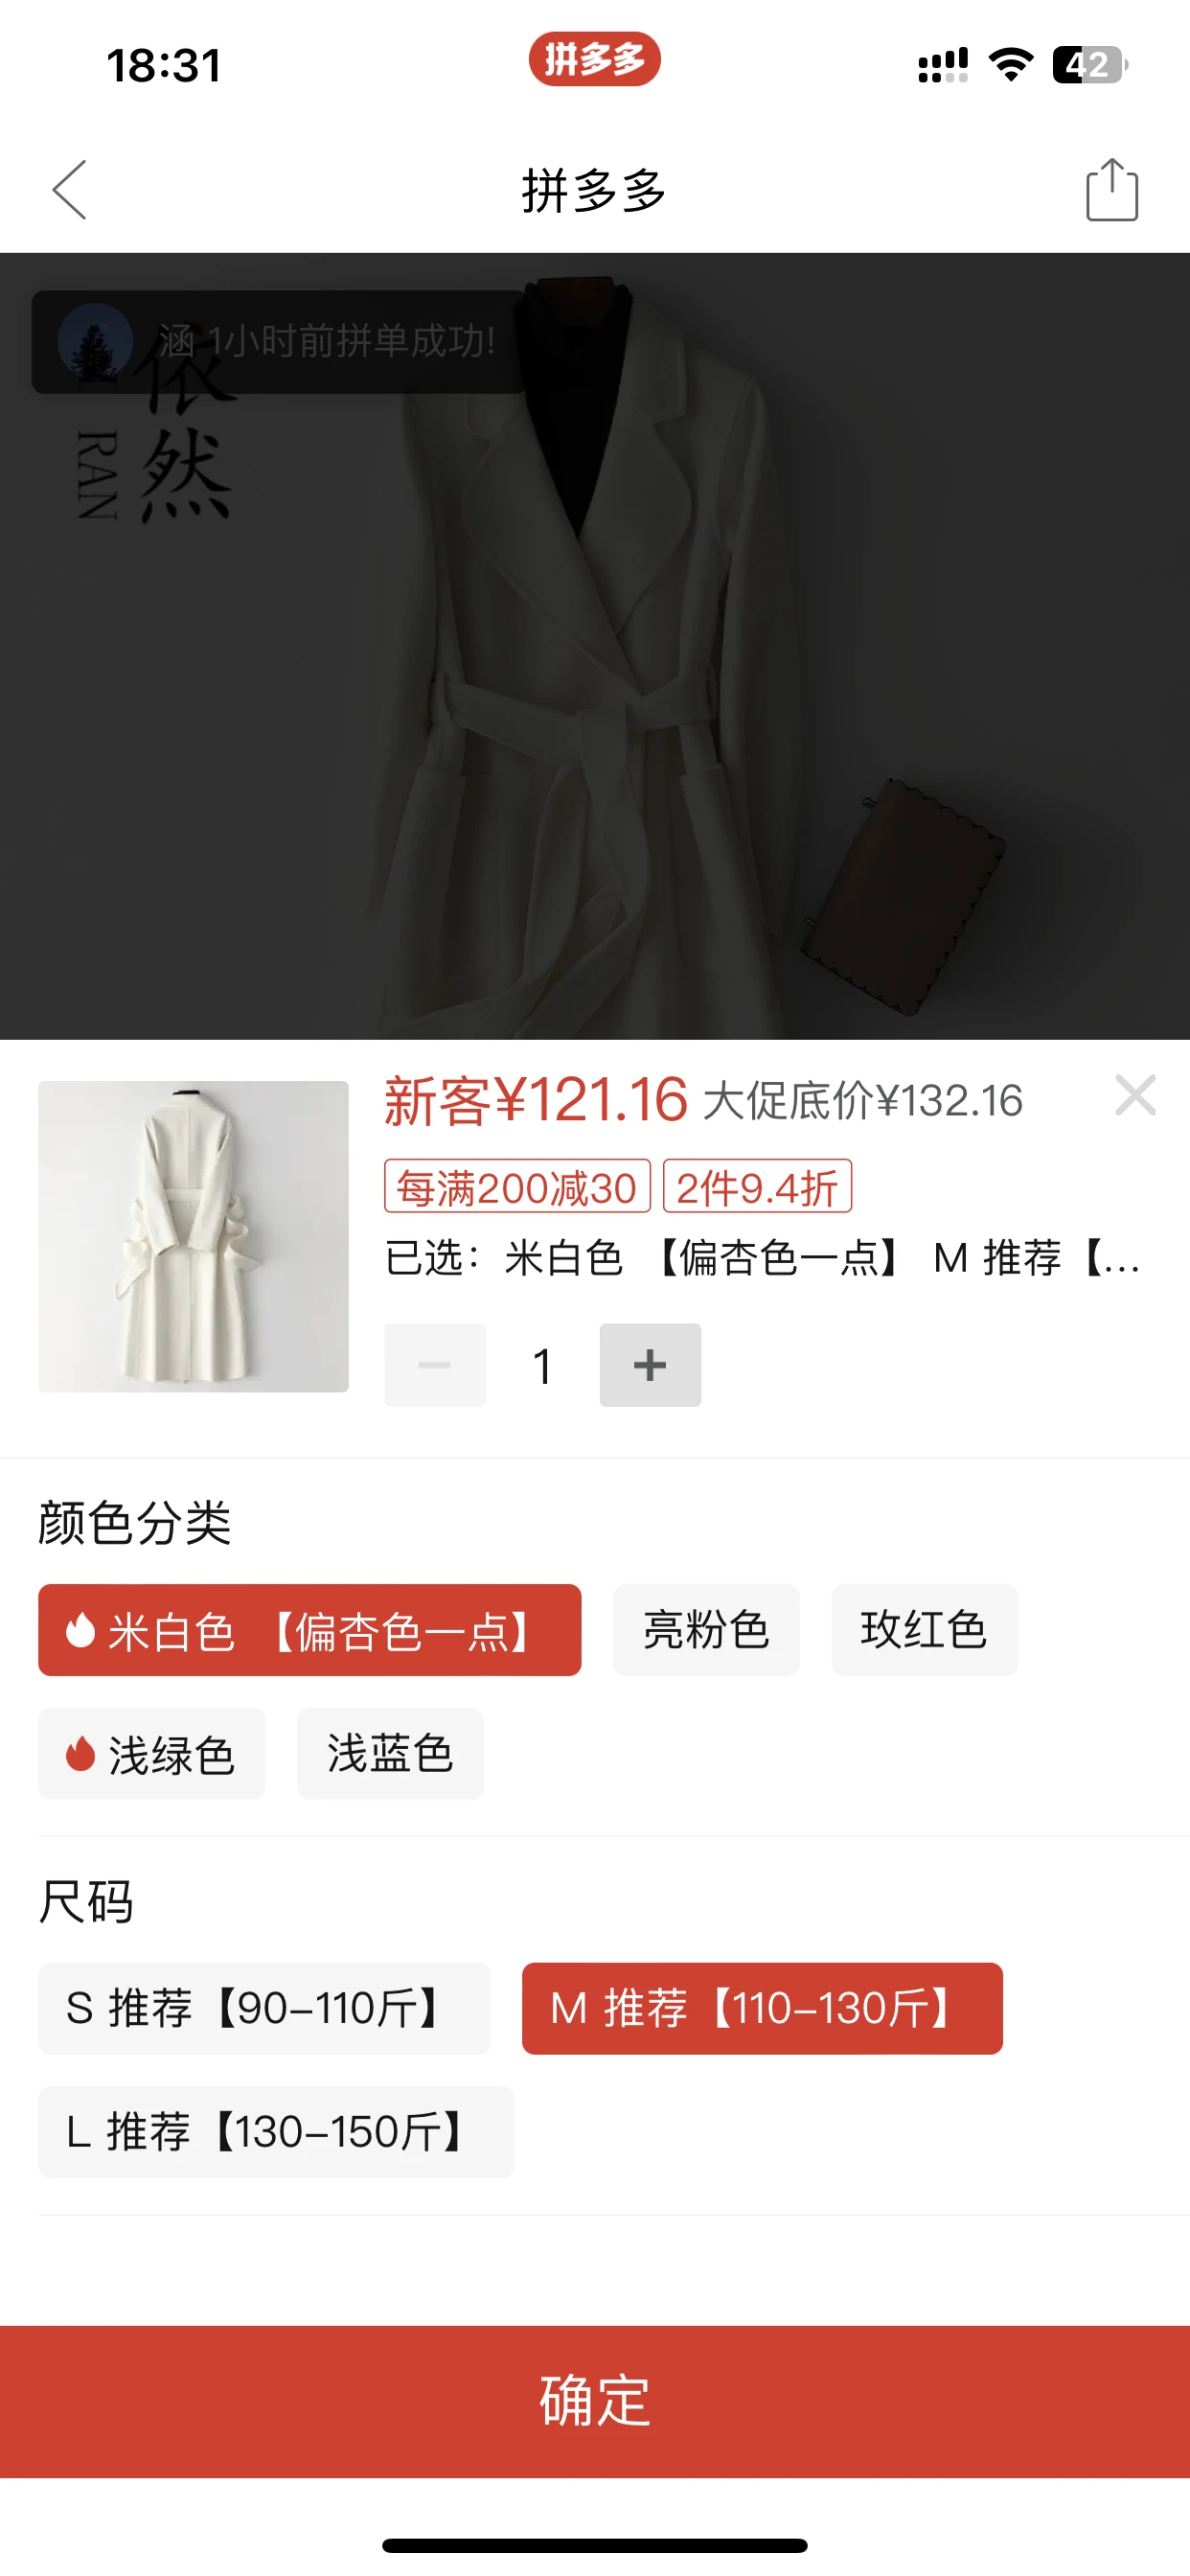 18:31
拼多多
42
拼多多
涵 1小时前拼单成功!
依然
RAN
新客¥121.16 大促底价¥132.16
每满200减30 2件9.4折
已选：米白色 【偏杏色一点】 M 推荐【...
1
颜色分类
米白色 【偏杏色一点】 亮粉色 玫红色
浅绿色 浅蓝色
尺码
S 推荐【90-110斤】 M 推荐【110-130斤】
L 推荐【130-150斤】
确定